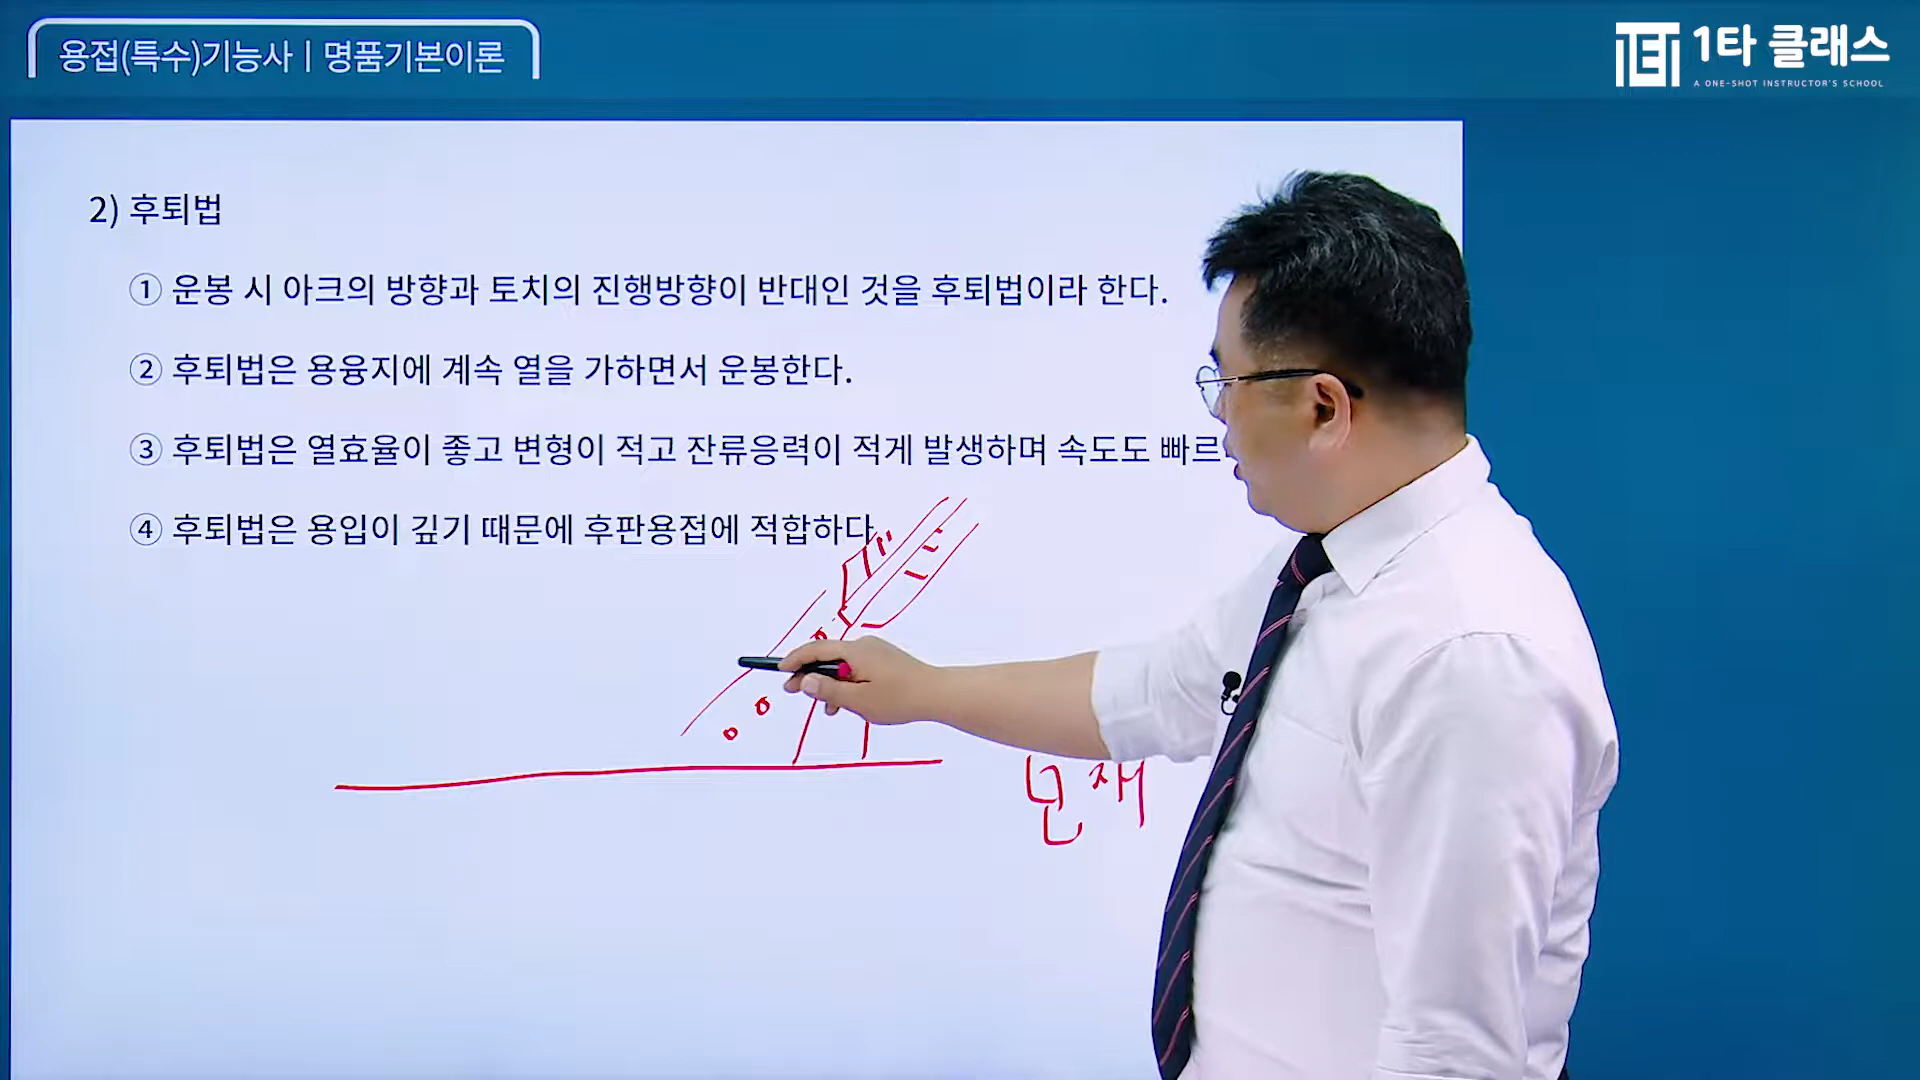 용접(특수)기능사 | 명품기본이론
1타 클래스
A ONE-SHOT INSTRUCTOR'S SCHOOL
2) 후퇴법
① 운봉 시 아크의 방향과 토치의 진행방향이 반대인 것을 후퇴법이라 한다.
② 후퇴법은 용융지에 계속 열을 가하면서 운봉한다.
③ 후퇴법은 열효율이 좋고 변형이 적고 잔류응력이 적게 발생하며 속도도 빠르
④ 후퇴법은 용입이 깊기 때문에 후판용접에 적합하다